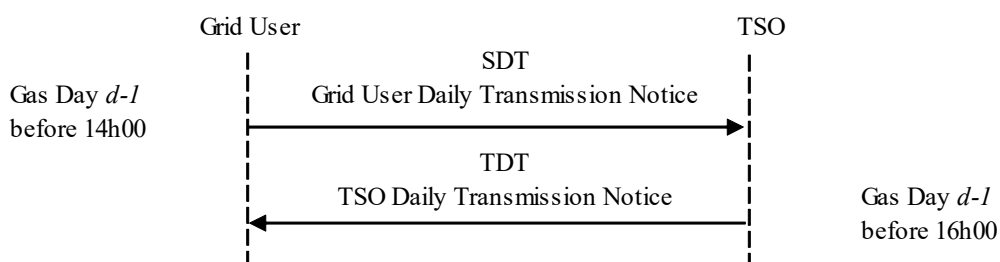 Grid User
TSO
SDT
Gas Day d-1
Grid User Daily Transmission Notice
before 14h00
TDT
TSO Daily Transmission Notice
Gas Day d-1
before 16h00